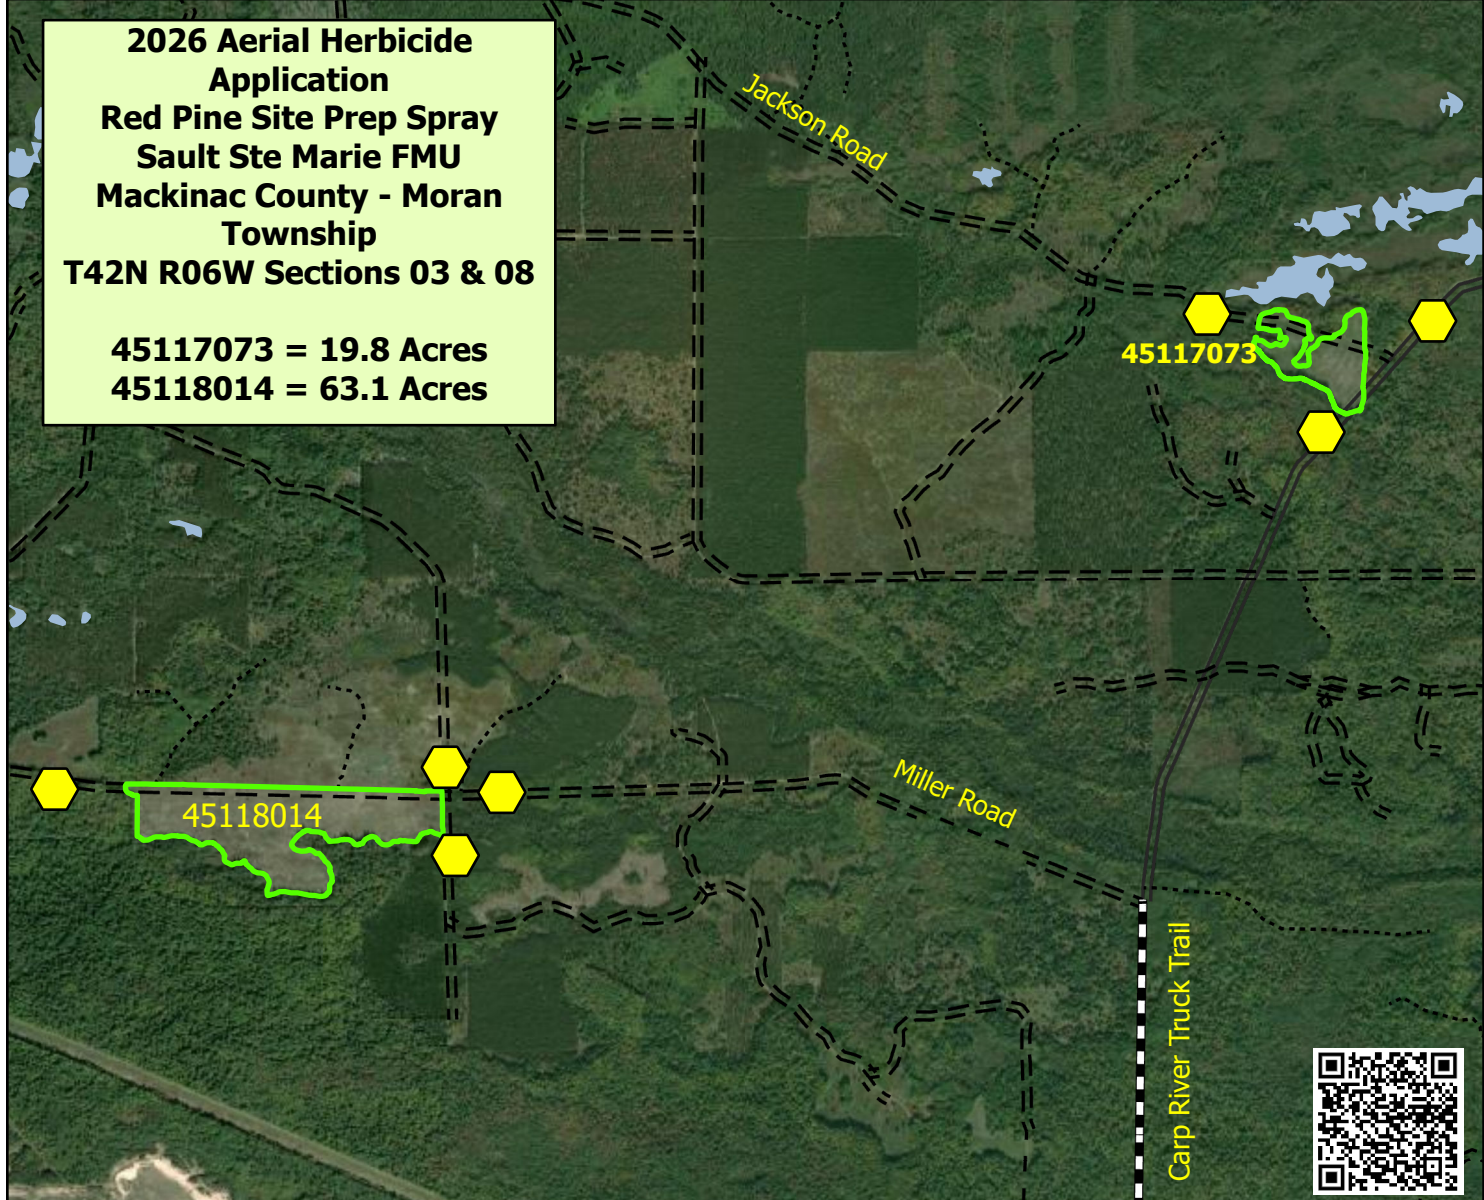 2026 Aerial Herbicide
Application
Red Pine Site Prep Spray
Sault Ste Marie FMU
Mackinac County - Moran
Township
T42N R06W Sections 03 & 08
45117073 = 19.8 Acres
45118014 = 63.1 Acres
Jackson Road
45117073
45118014
Miller Road
Carp River Truck Trail